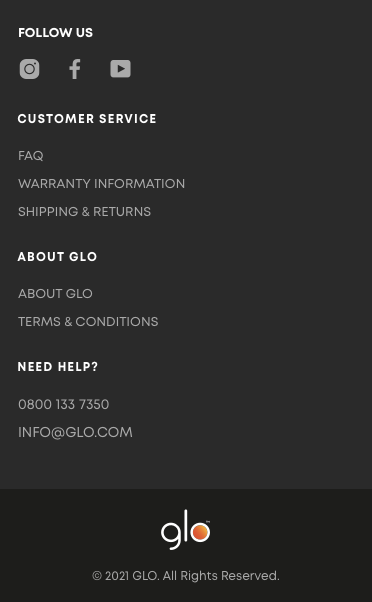 FOLLOW US
CUSTOMER SERVICE
FAQ
WARRANTY INFORMATION
SHIPPING & RETURNS
ABOUT GLO
ABOUT GLO
TERMS & CONDITIONS
NEED HELP?
0800 133 7350
INFO@GLO.COM
glo™
© 2021 GLO. All Rights Reserved.